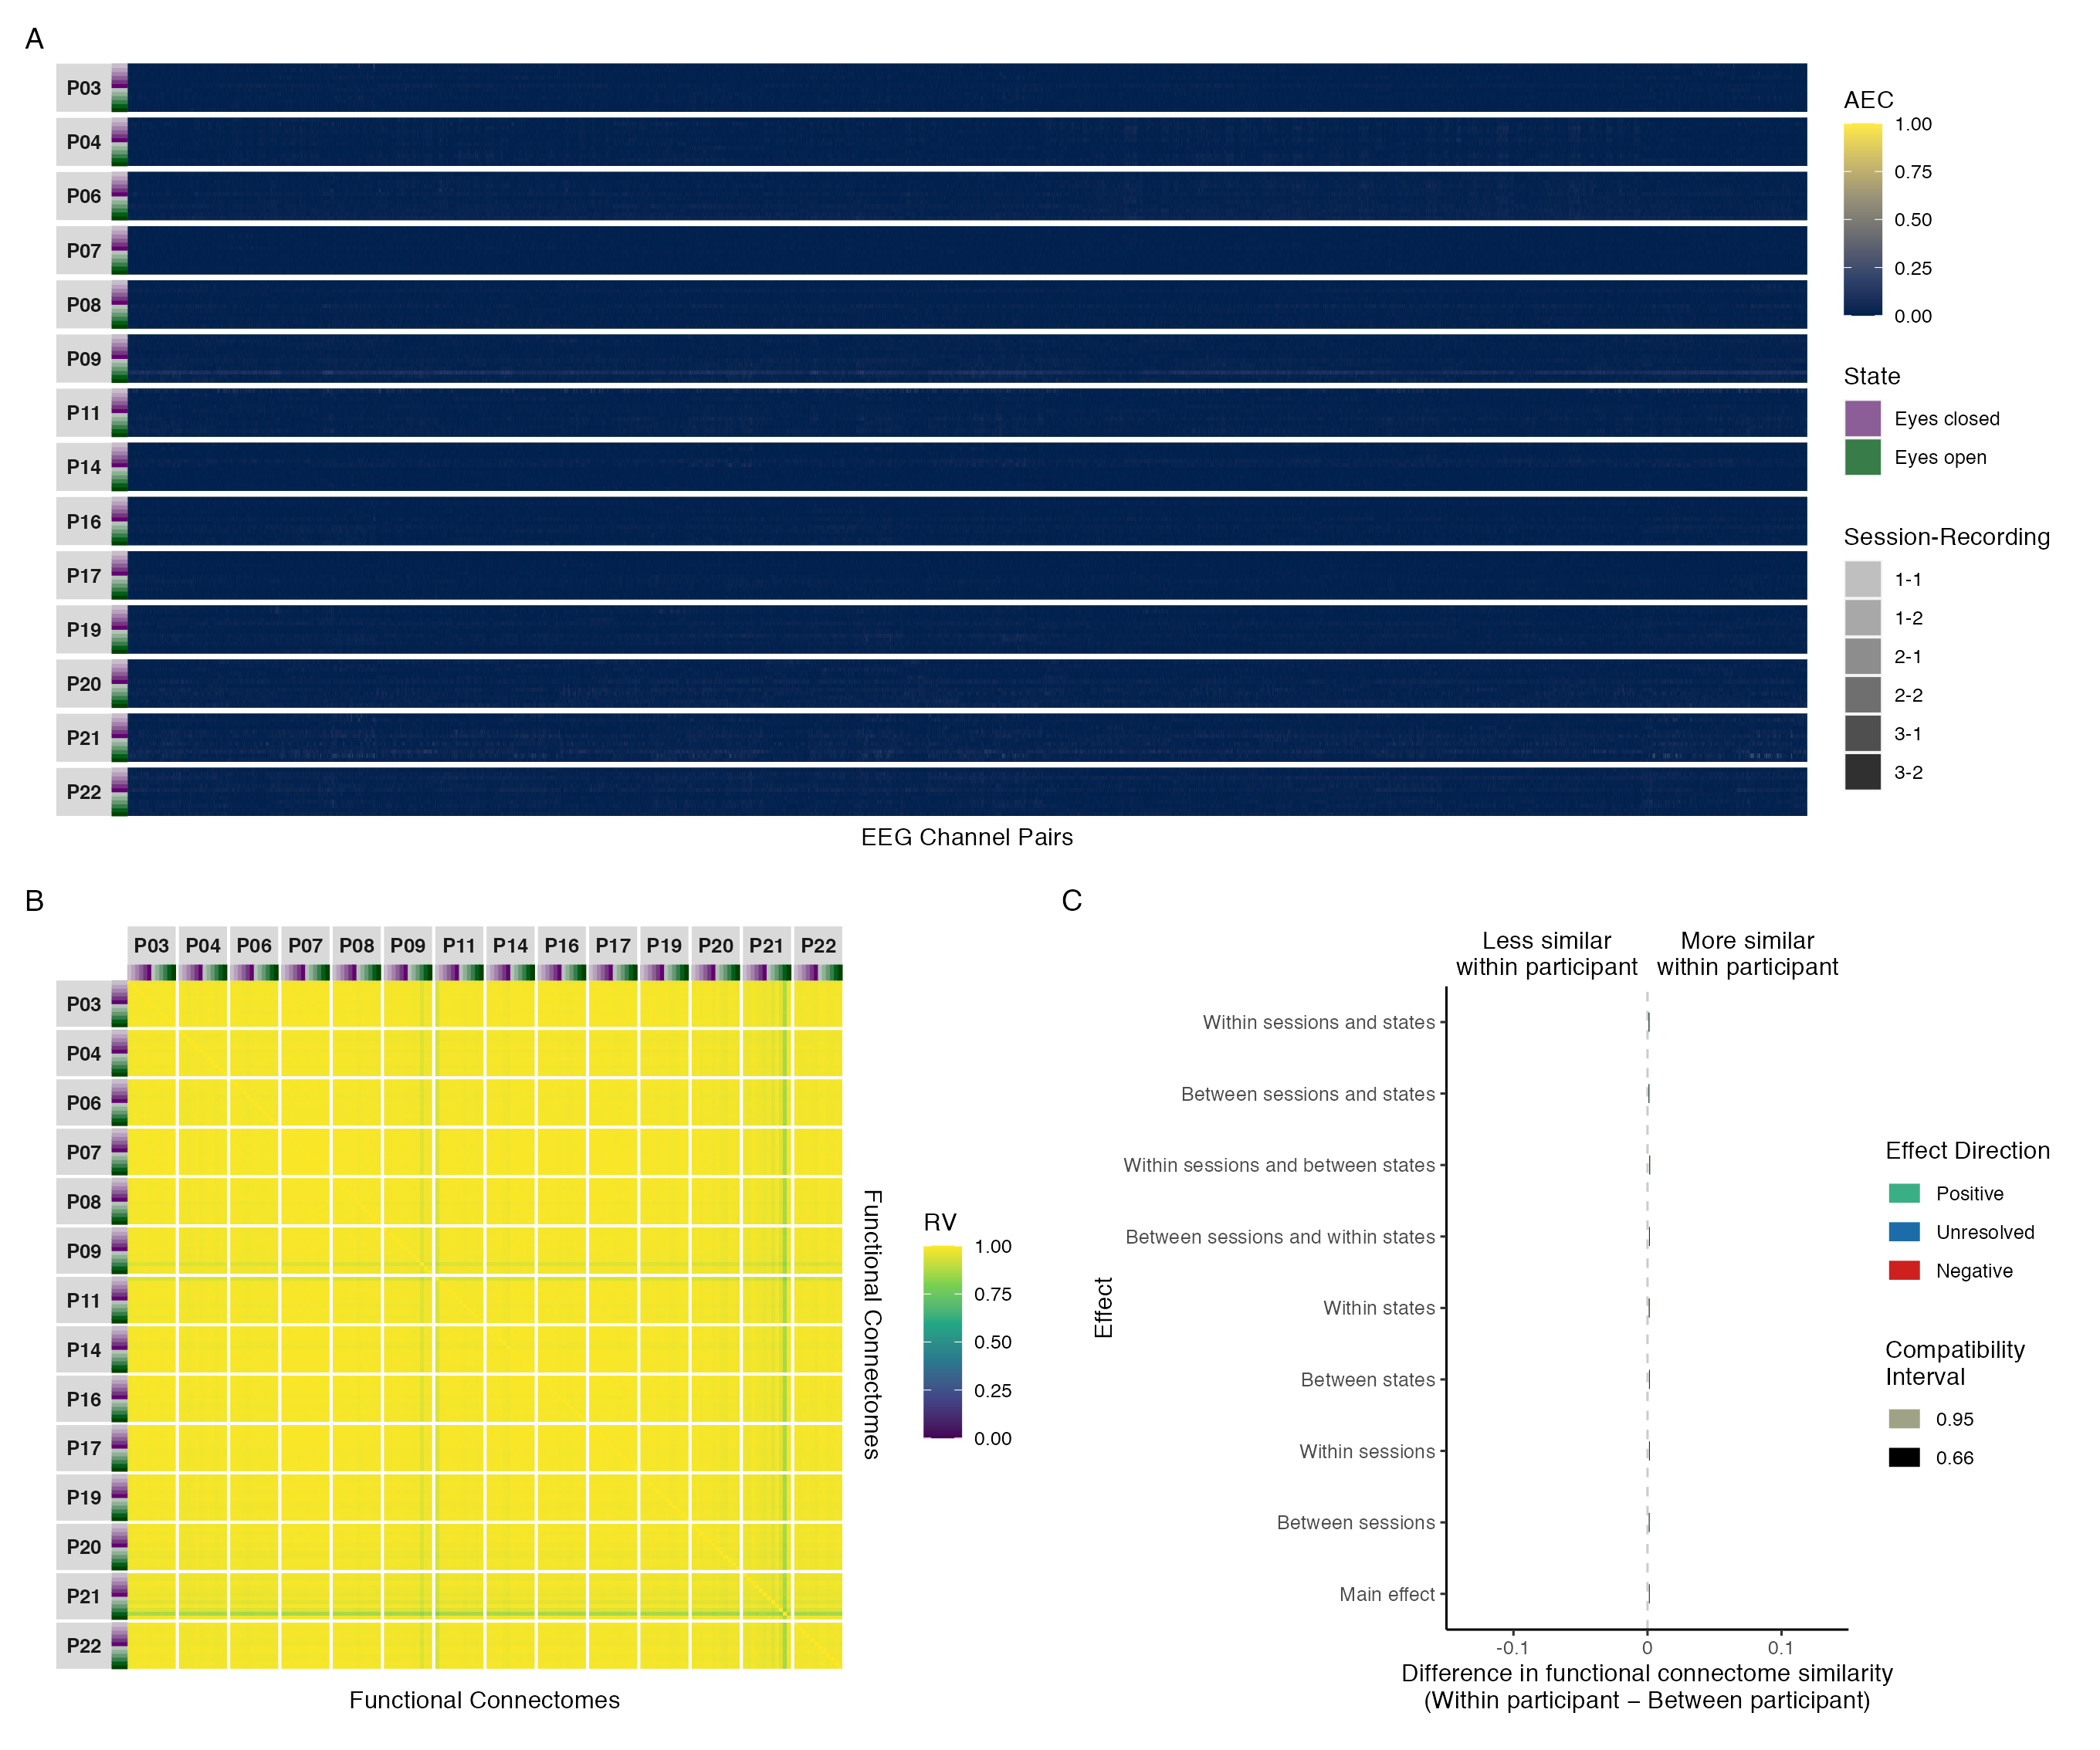 A
P03
P04
P06
P07
P08
P09
P11
P14
P16
P17
P19
P20
P21
P22
EEG Channel Pairs
AEC
1.00
0.75
0.50
0.25
0.00
State
Eyes closed
Eyes open
Session-Recording
1-1
1-2
2-1
2-2
3-1
3-2
B
P03 P04 P06 P07 P08 P09 P11 P14 P16 P17 P19 P20 P21 P22
P03
P04
P06
P07
P08
P09
P11
P14
P16
P17
P19
P20
P21
P22
Functional Connectomes
Functional Connectomes
RV
1.00
0.75
0.50
0.25
0.00
C
Less similar
within participant
More similar
within participant
Effect
Within sessions and states
Between sessions and states
Within sessions and between states
Between sessions and within states
Within states
Between states
Within sessions
Between sessions
Main effect
-0.1 0 0.1
Difference in functional connectome similarity
(Within participant – Between participant)
Effect Direction
Positive
Unresolved
Negative
Compatibility
Interval
0.95
0.66